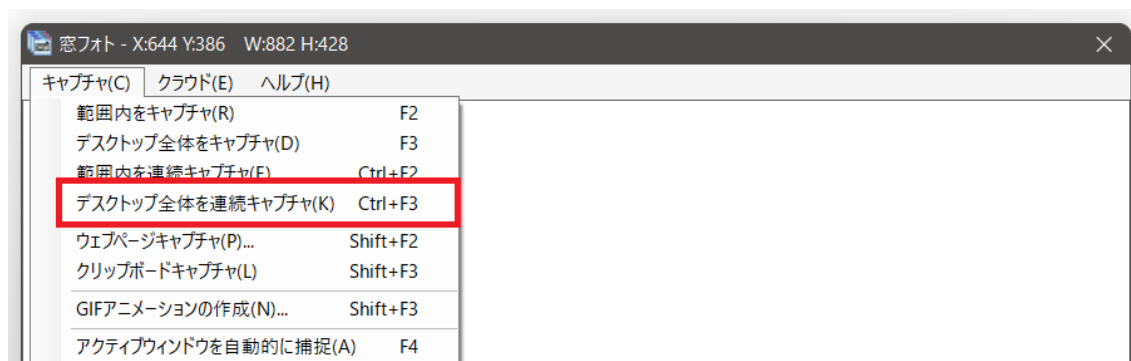 窓フォト - X:644 Y:386 W:882 H:428
キャプチャ(C) クラウド(E) ヘルプ(H)
範囲内をキャプチャ(R) F2
デスクトップ全体をキャプチャ(D) F3
範囲内を連続キャプチャ(F) Ctrl+F2
デスクトップ全体を連続キャプチャ(K) Ctrl+F3
ウェブページキャプチャ(P)... Shift+F2
クリップボードキャプチャ(L) Shift+F3
GIFアニメーションの作成(N)... Shift+F3
アクティブウィンドウを自動的に捕捉(A) F4